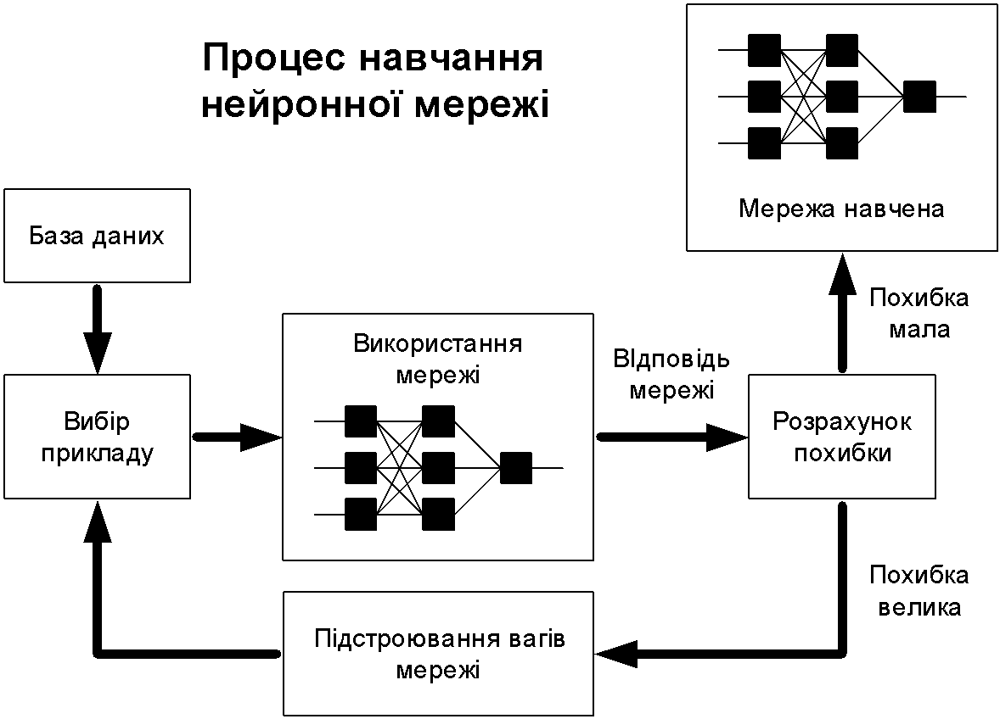 Процес навчання
нейронної мережі
Мережа навчена
База даних
Похибка
мала
Використання
мережі
ВІдповідь
мережі
Вибір
прикладу
Розрахунок
похибки
Похибка
велика
Підстроювання вагів
мережі